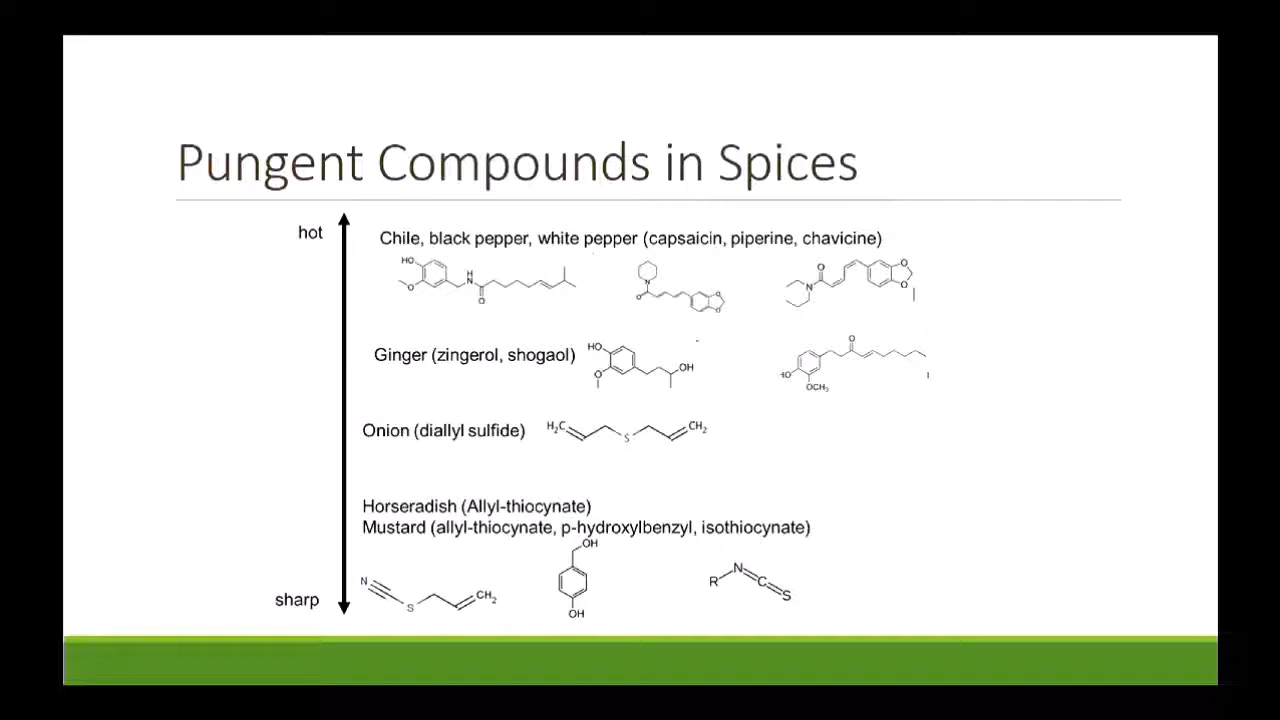 Pungent Compounds in Spices
hot
Chile, black pepper, white pepper (capsaicin, piperine, chavicine)
HO
O
H
N
O
N
O
O
O
O
N
O
O
Ginger (zingerol, shogaol)
HO
O
OH
O
HO
OCH3
Onion (diallyl sulfide)
H2C
S
CH2
Horseradish (Allyl-thiocynate)
Mustard (allyl-thiocynate, p-hydroxylbenzyl, isothiocynate)
N
S
CH2
OH
OH
R
N
C
S
sharp